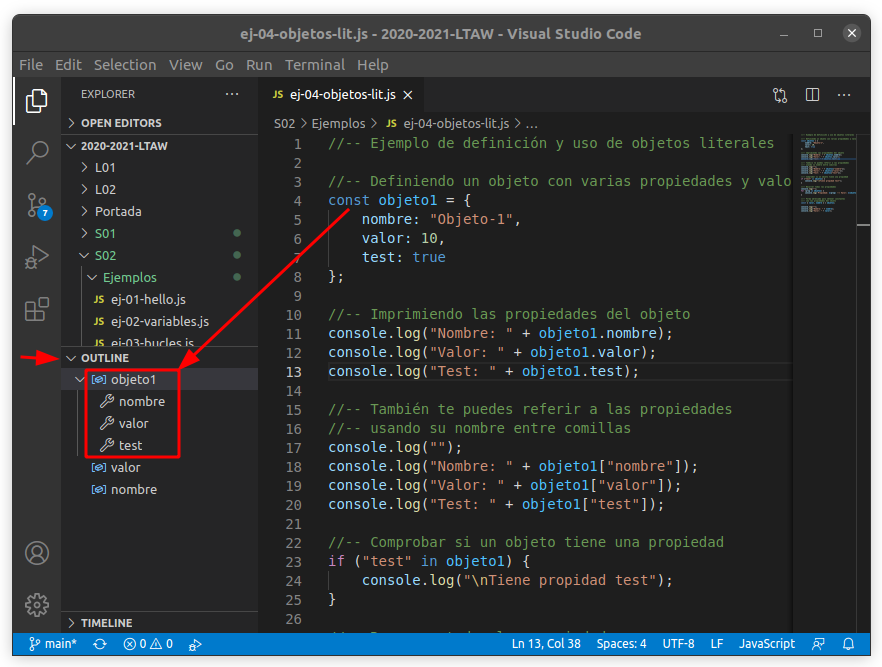 ej-04-objetos-lit.js - 2020-2021-LTAW - Visual Studio Code
File Edit Selection View Go Run Terminal Help
EXPLORER
OPEN EDITORS
2020-2021-LTAW
L01
L02
Portada
S01
S02
Ejemplos
JS ej-01-hello.js
JS ej-02-variables.js
JS ej-03-bucles.js
OUTLINE
objeto1
nombre
valor
test
valor
nombre
TIMELINE
7
JS ej-04-objetos-lit.js
S02 > Ejemplos > JS ej-04-objetos-lit.js > ...
1 //-- Ejemplo de definición y uso de objetos literales
2
3 //-- Definiendo un objeto con varias propiedades y valo
4 const objeto1 = {
5 nombre: "Objeto-1",
6 valor: 10,
7 test: true
8 };
9
10 //-- Imprimiendo las propiedades del objeto
11 console.log("Nombre: " + objeto1.nombre);
12 console.log("Valor: " + objeto1.valor);
13 console.log("Test: " + objeto1.test);
14
15 //-- También te puedes referir a las propiedades
16 //-- usando su nombre entre comillas
17 console.log("");
18 console.log("Nombre: " + objeto1["nombre"]);
19 console.log("Valor: " + objeto1["valor"]);
20 console.log("Test: " + objeto1["test"]);
21
22 //-- Comprobar si un objeto tiene una propiedad
23 if ("test" in objeto1) {
24 console.log("\nTiene propidad test");
25 }
26
main* 0 0 Ln 13, Col 38 Spaces: 4 UTF-8 LF JavaScript